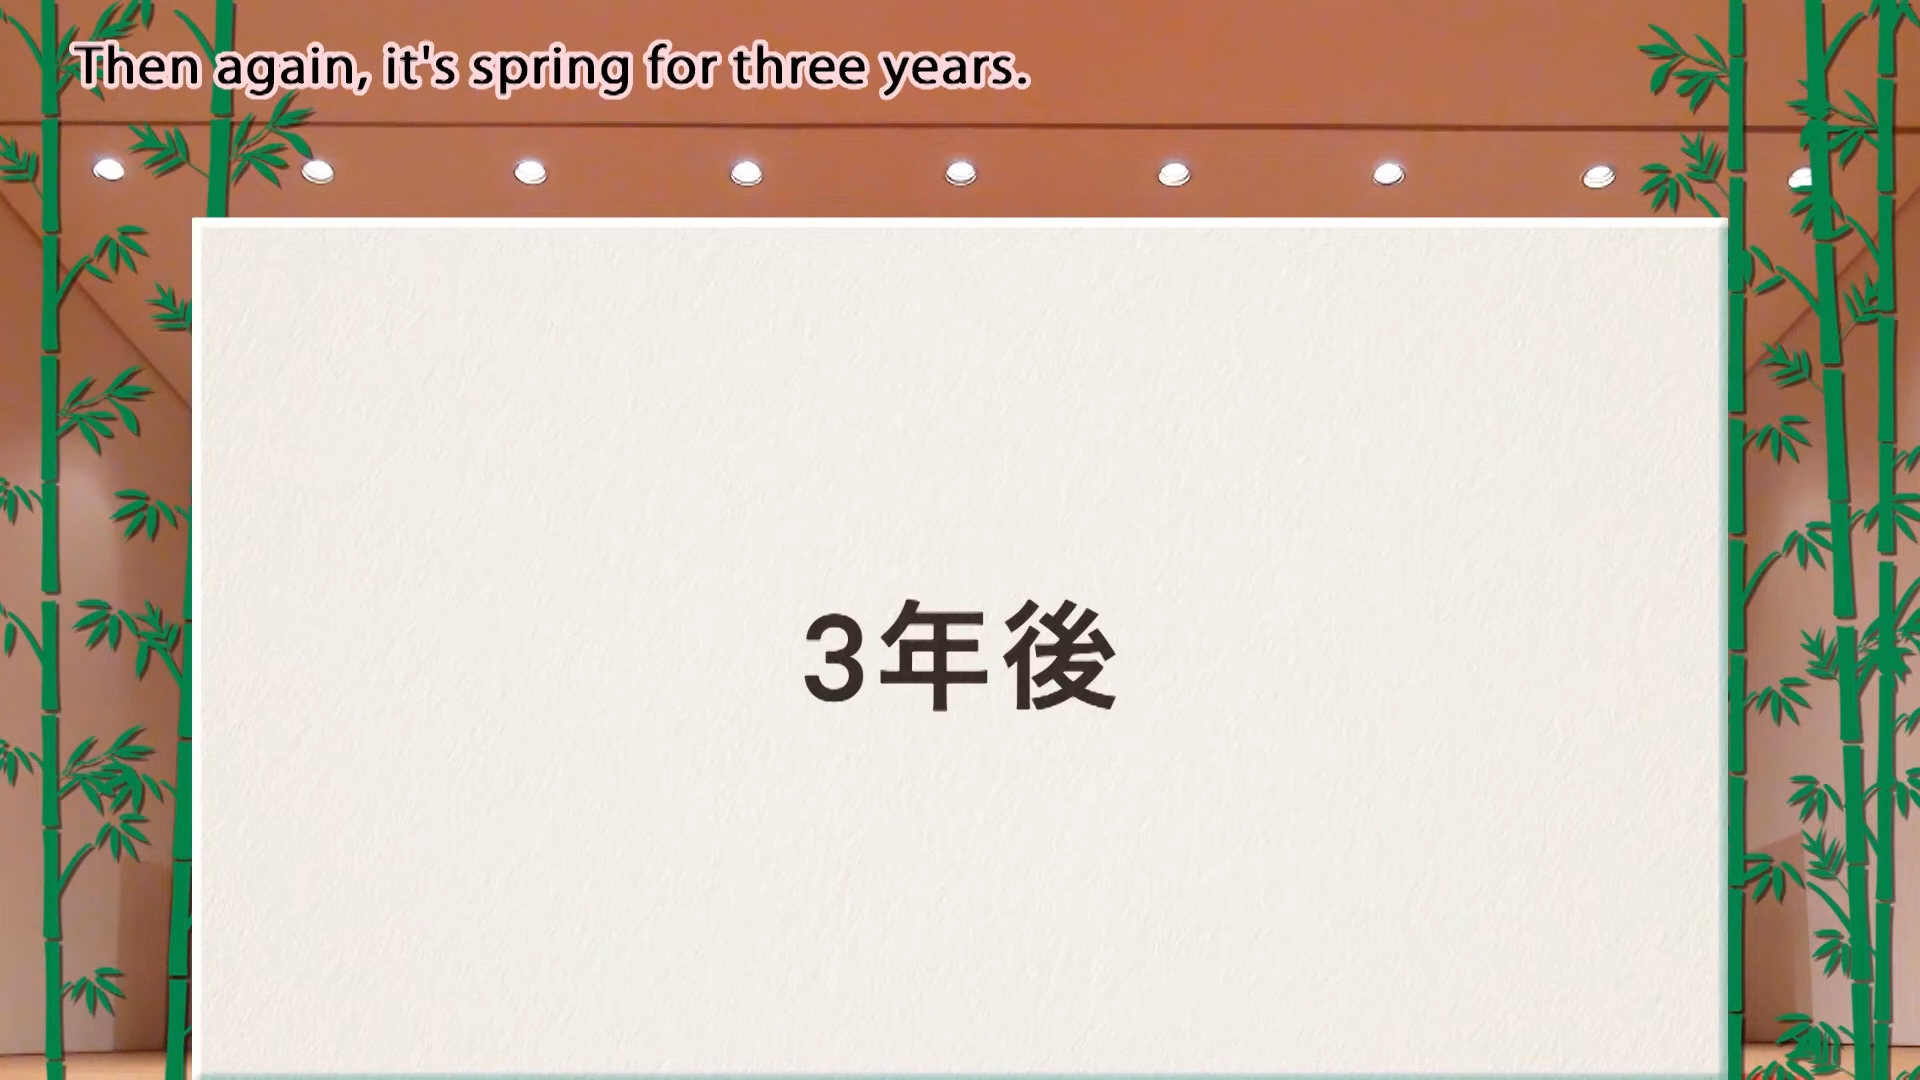 Then again, it's spring for three years.
3年後